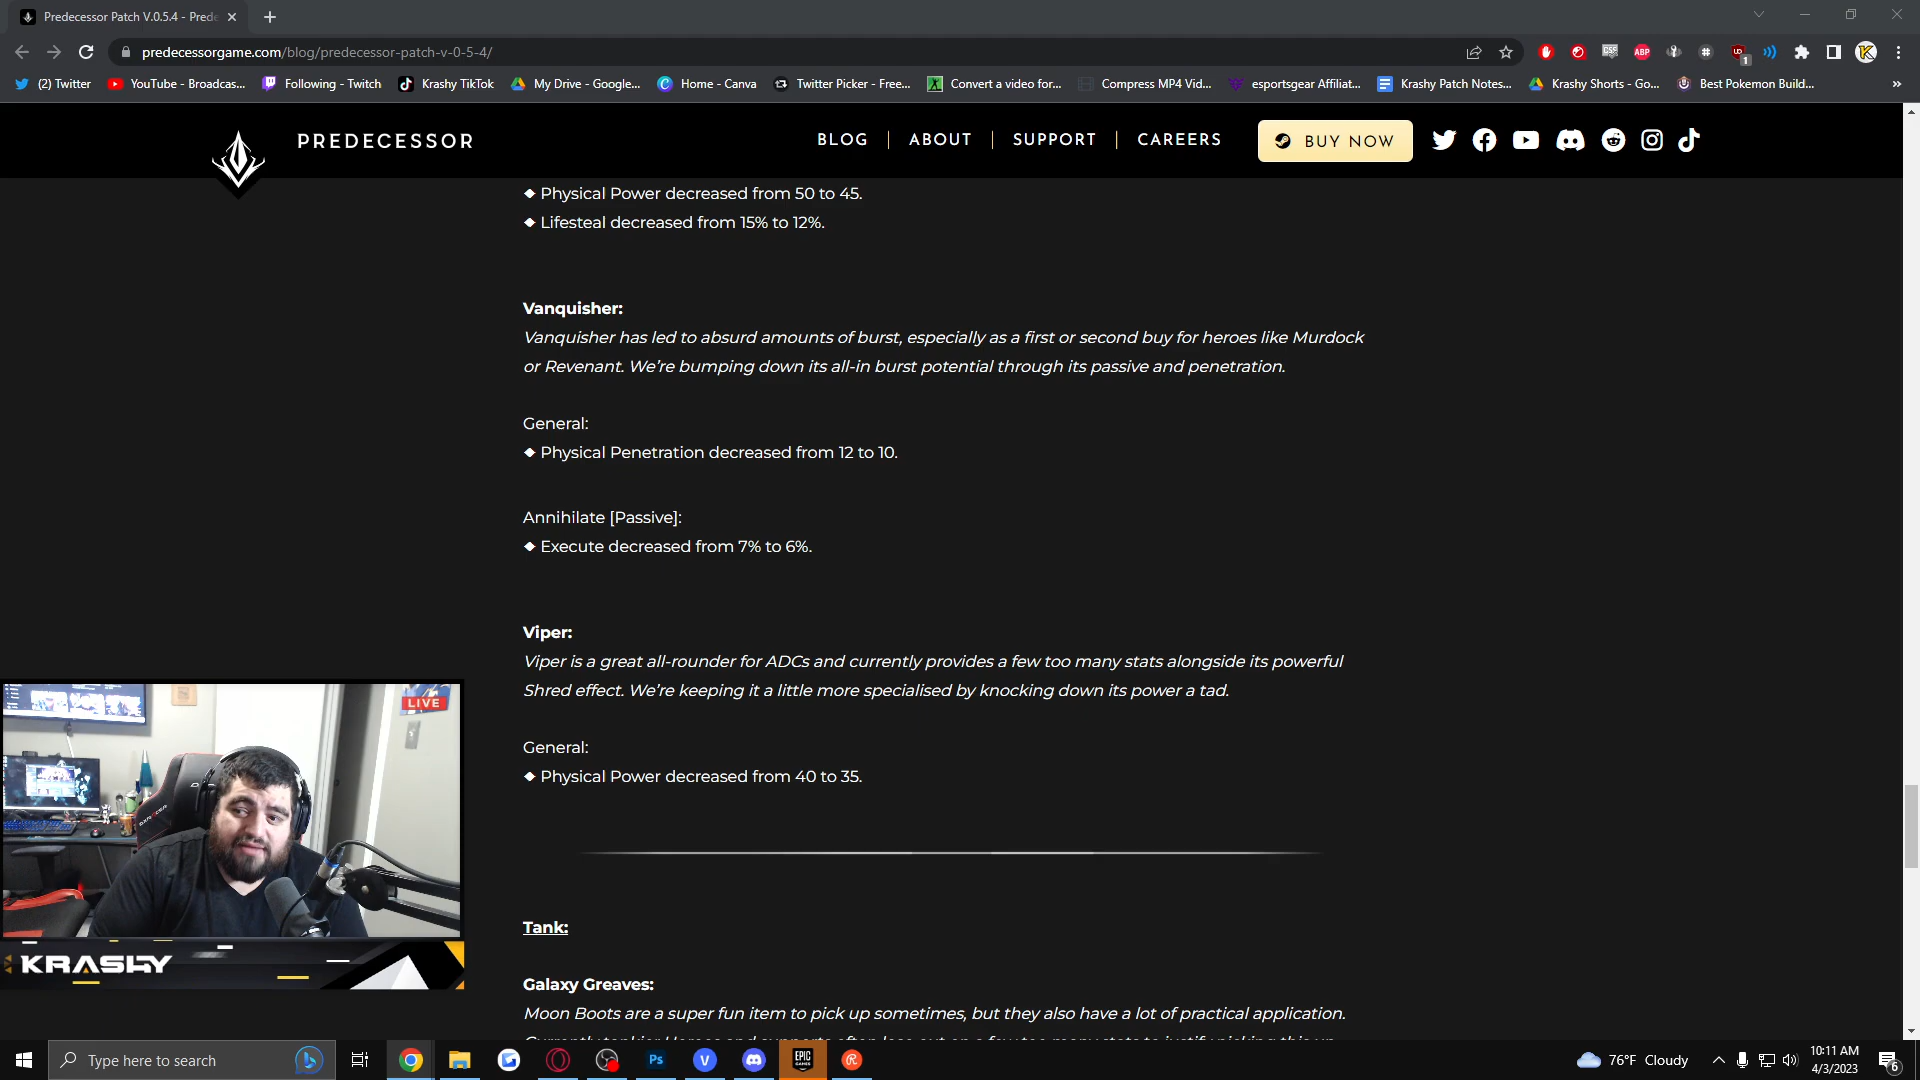 Predecessor Patch V.0.5.4 - Prede
predecessorgame.com/blog/predecessor-patch-v-0-5-4/
(2) Twitter
YouTube - Broadcas...
Following - Twitch
Krashy TikTok
My Drive - Google...
Home - Canva
Twitter Picker - Free...
Convert a video for...
Compress MP4 Vid...
esportsgear Affiliat...
Krashy Patch Notes...
Krashy Shorts - Go...
Best Pokemon Build...
»
PREDECESSOR
BLOG | ABOUT | SUPPORT | CAREERS
BUY NOW
◆ Physical Power decreased from 50 to 45.
◆ Lifesteal decreased from 15% to 12%.
Vanquisher:
Vanquisher has led to absurd amounts of burst, especially as a first or second buy for heroes like Murdock
or Revenant. We’re bumping down its all-in burst potential through its passive and penetration.
General:
◆ Physical Penetration decreased from 12 to 10.
Annihilate [Passive]:
◆ Execute decreased from 7% to 6%.
Viper:
Viper is a great all-rounder for ADCs and currently provides a few too many stats alongside its powerful
Shred effect. We’re keeping it a little more specialised by knocking down its power a tad.
General:
◆ Physical Power decreased from 40 to 35.
LIVE
KRASHY
Tank:
Galaxy Greaves:
Moon Boots are a super fun item to pick up sometimes, but they also have a lot of practical application.
Type here to search
Ps
V
EPIC
GAMES
76°F Cloudy
10:11 AM
4/3/2023
6